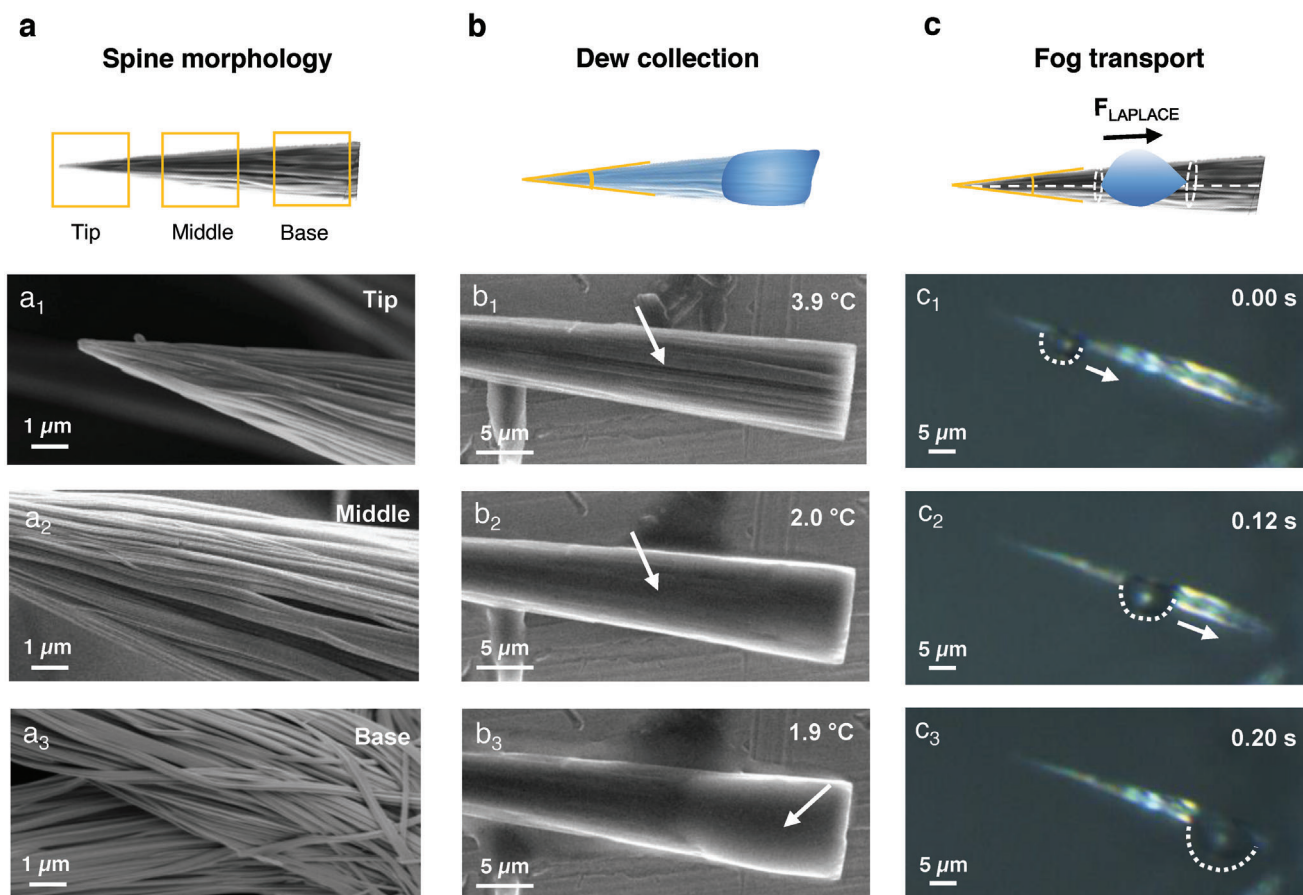 a
Spine morphology
Tip
Middle
Base
a1
Tip
1 µm
a2
Middle
1 µm
a3
Base
1 µm
b
Dew collection
b1
3.9 °C
5 µm
b2
2.0 °C
5 µm
b3
1.9 °C
5 µm
c
Fog transport
FLAPLACE
c1
0.00 s
5 µm
c2
0.12 s
5 µm
c3
0.20 s
5 µm